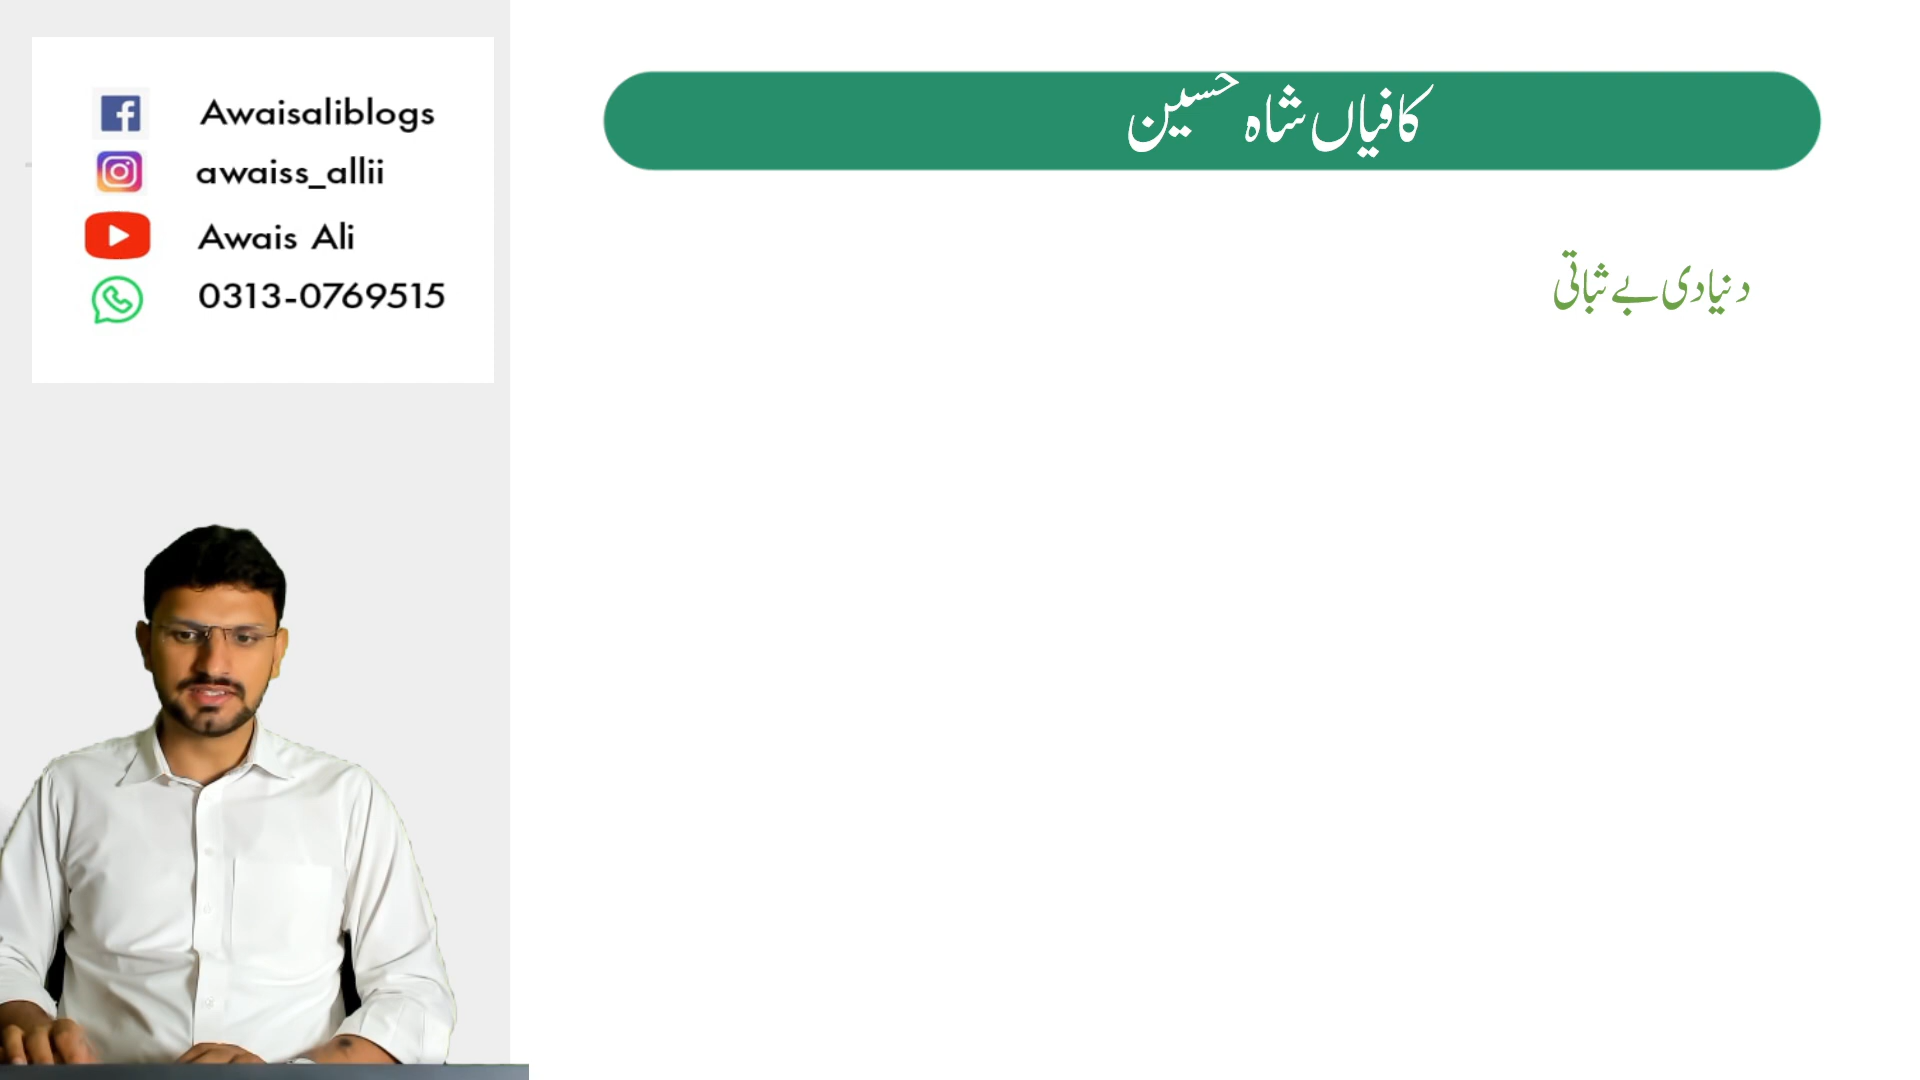 Awaisaliblogs
awaiss_allii
Awais Ali
0313-0769515
کافیاں شاہ حسین
دنیا دی بے ثباتی